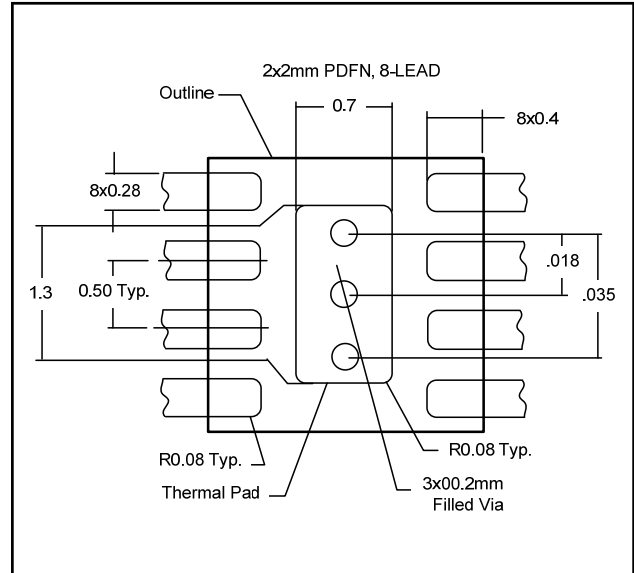 2x2mm PDFN, 8-LEAD
Outline
0.7
8x0.4
8x0.28
1.3
0.50 Typ.
.018
.035
R0.08 Typ.
R0.08 Typ.
Thermal Pad
3x00.2mm
Filled Via